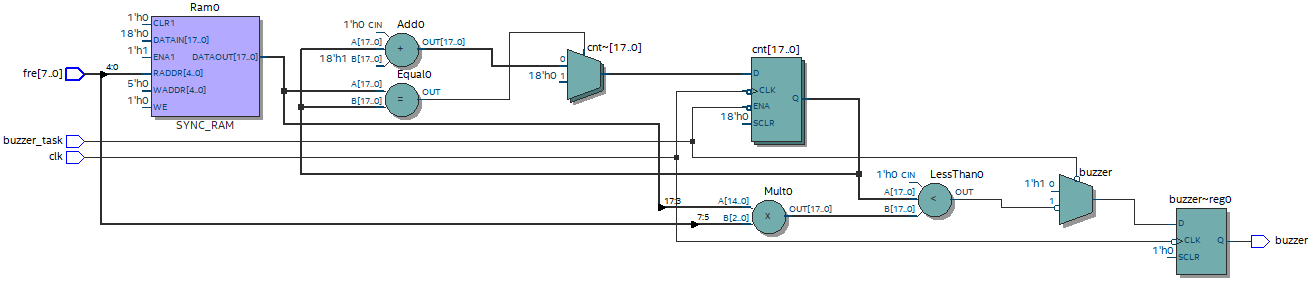 Ram0
1'h0 CLR1
18'h0 DATAIN[17..0]
1'h1 ENA1 DATAOUT[17..0]
fre[7..0] 4:0 RADDR[4..0]
5'h0 WADDR[4..0]
1'h0 WE
SYNC_RAM
buzzer_task
clk
Add0
1'h0 CIN
A[17..0] + OUT[17..0]
18'h1 B[17..0]
Equal0
A[17..0] = OUT
B[17..0]
cnt~[17..0]
0
18'h0 1
cnt[17..0]
D
CLK Q
ENA
18'h0 SCLR
17:3
7:5
Mult0
A[14..0]
B[2..0] x OUT[17..0]
LessThan0
1'h0 CIN
A[17..0] < OUT
B[17..0]
buzzer
1'h1 0
1
buzzer~reg0
D
CLK Q
1'h0 SCLR
buzzer